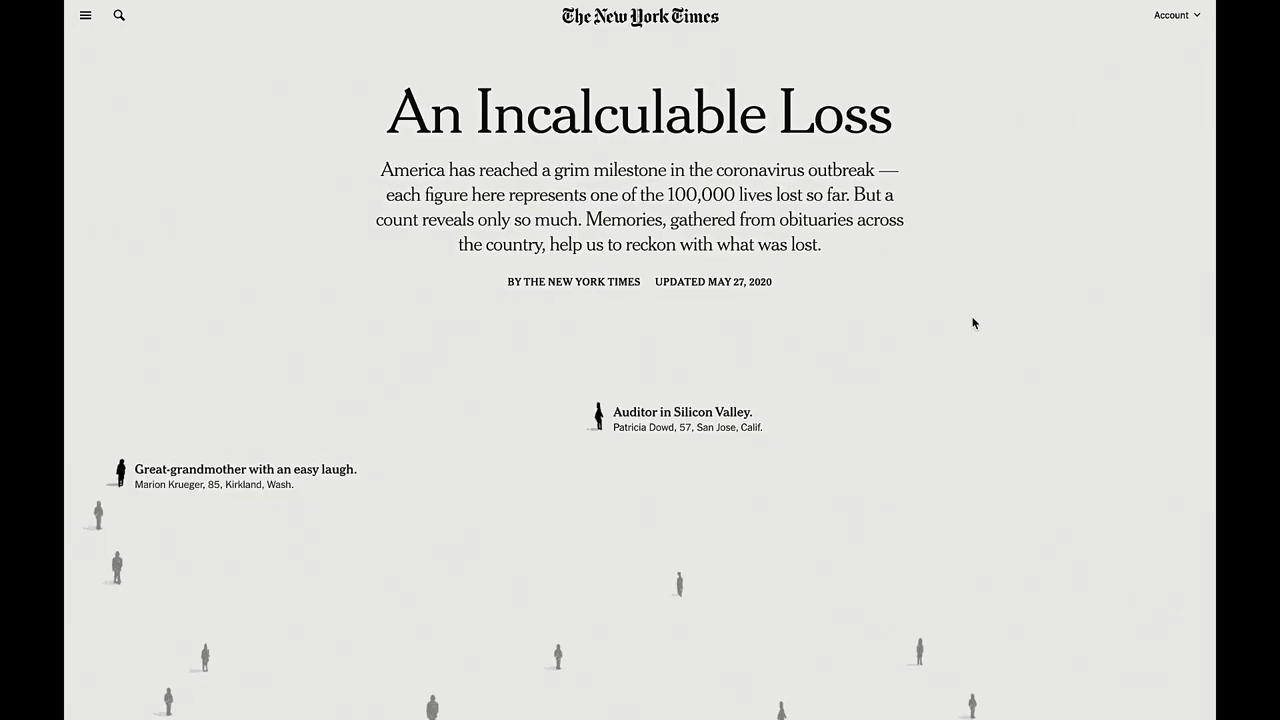 The New York Times
Account
An Incalculable Loss
America has reached a grim milestone in the coronavirus outbreak —
each figure here represents one of the 100,000 lives lost so far. But a
count reveals only so much. Memories, gathered from obituaries across
the country, help us to reckon with what was lost.
BY THE NEW YORK TIMES UPDATED MAY 27, 2020
Auditor in Silicon Valley.
Patricia Dowd, 57, San Jose, Calif.
Great-grandmother with an easy laugh.
Marion Krueger, 85, Kirkland, Wash.